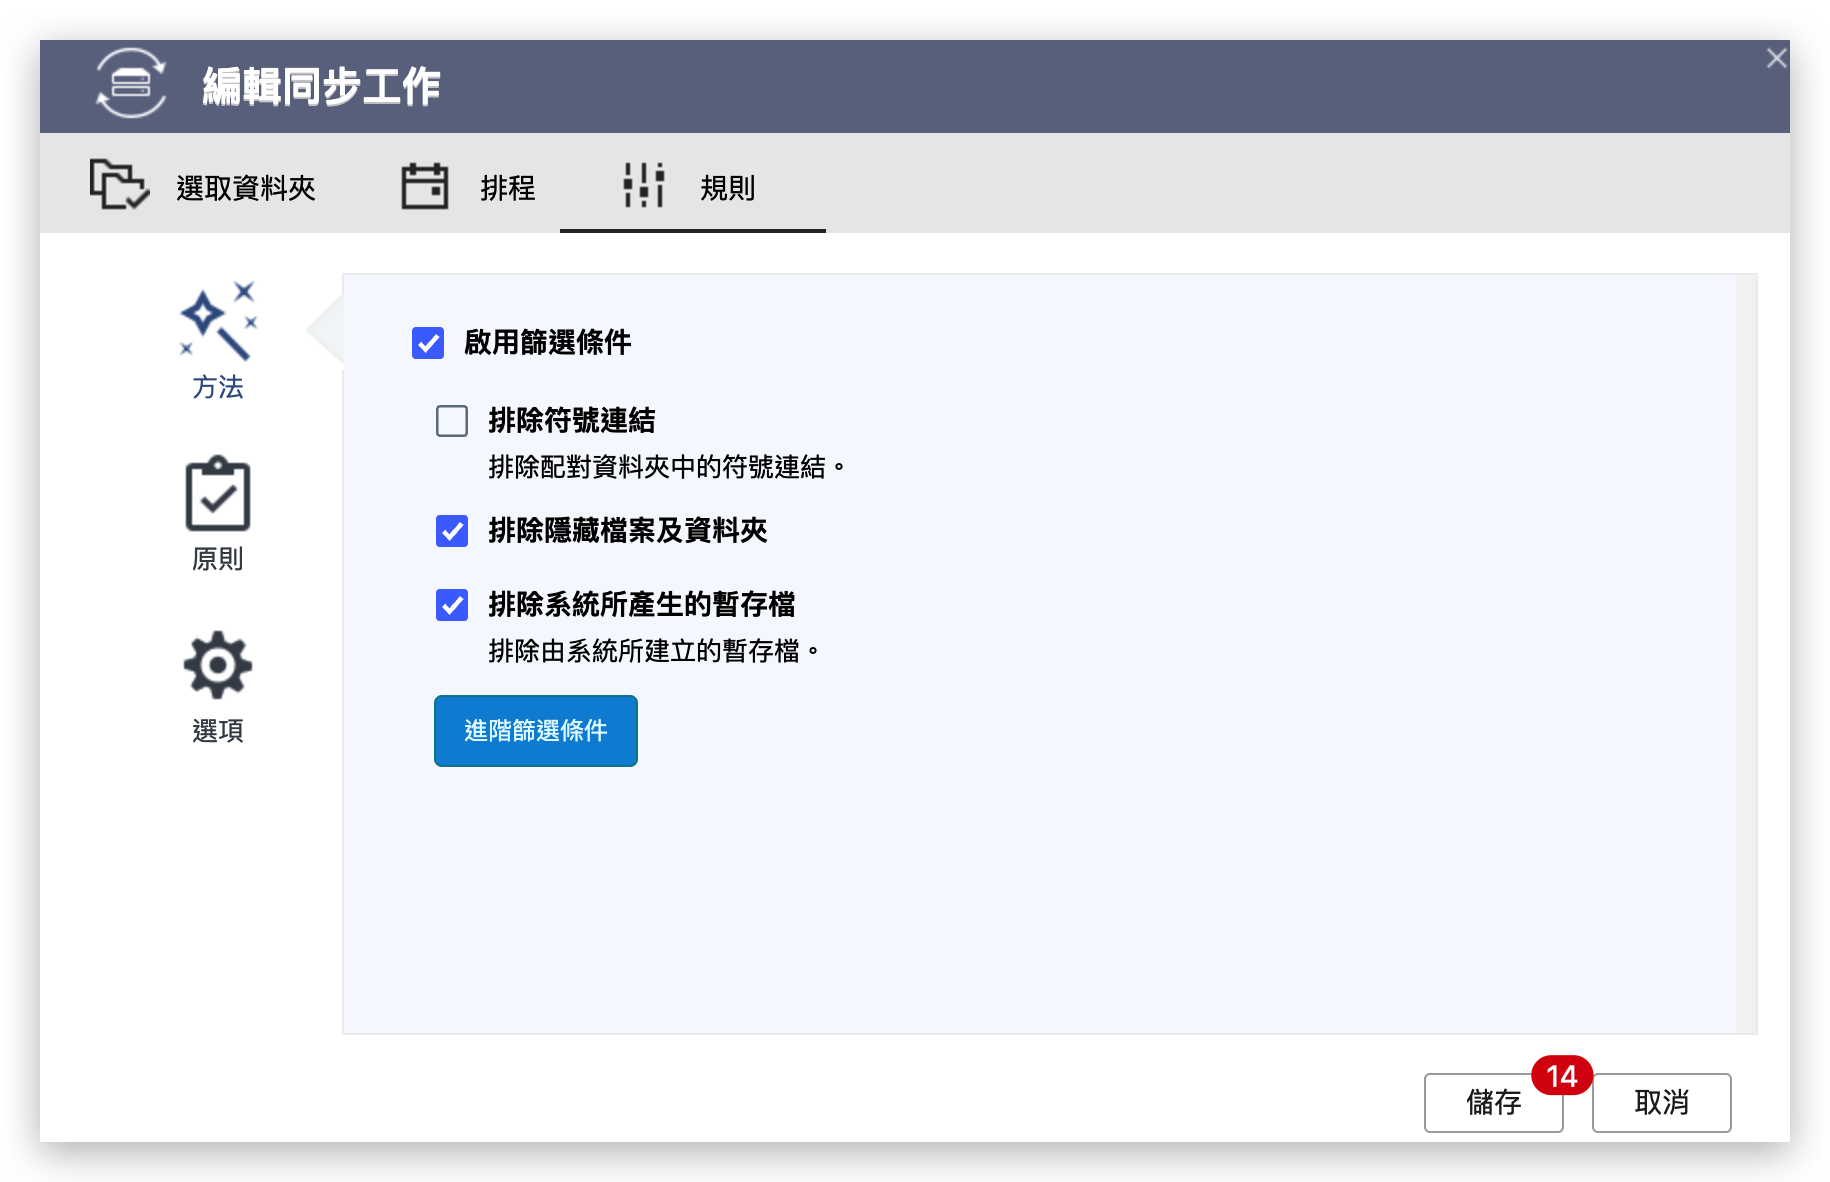 編輯同步工作
選取資料夾
排程
規則
方法
原則
選項
啟用篩選條件
排除符號連結
排除配對資料夾中的符號連結。
排除隱藏檔案及資料夾
排除系統所產生的暫存檔
排除由系統所建立的暫存檔。
進階篩選條件
儲存
14
取消